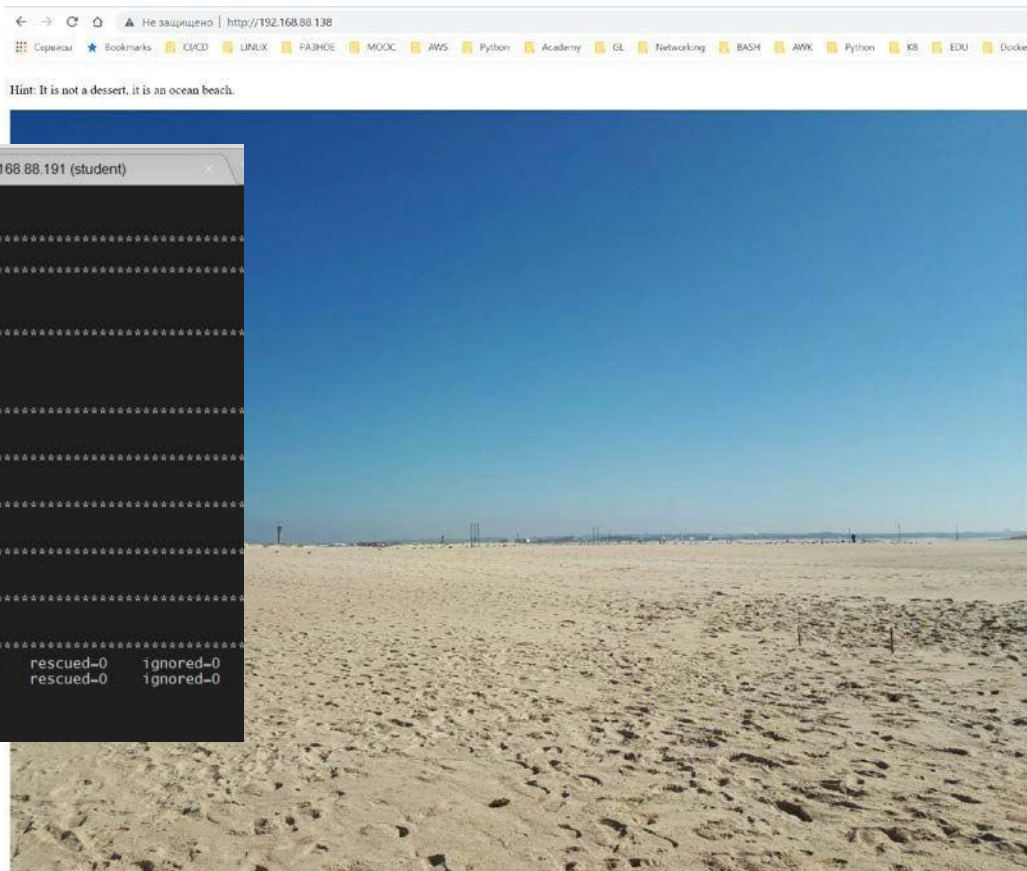 Не защищено | http://192.168.88.138
Сервисы Bookmarks CI/CD LINUX РАЗНОЕ MOOC AWS Python Academy GL Networking BASH AWK Python K8 EDU Docke
Hint: It is not a dessert, it is an ocean beach.
168.88.191 (student)
****************************
****************************
****************************
****************************
****************************
****************************
****************************
****************************
****************************
rescued=0 ignored=0
rescued=0 ignored=0